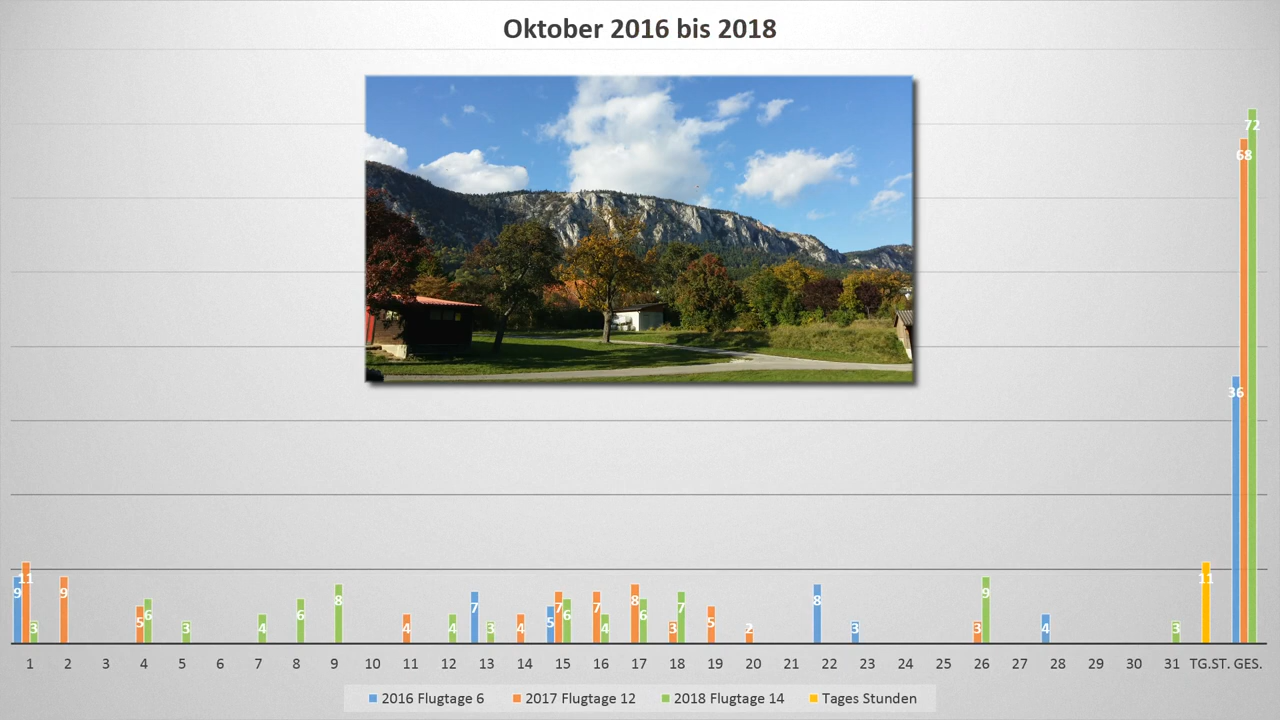 Oktober 2016 bis 2018
72
68
36
11
9 11 3 9 5 6 3 4 6 8 4 4 7 3 4 5 7 6 7 4 8 6 3 7 5 2 8 3 3 9 4 3
1 2 3 4 5 6 7 8 9 10 11 12 13 14 15 16 17 18 19 20 21 22 23 24 25 26 27 28 29 30 31 TG.ST. GES.
2016 Flugtage 6 2017 Flugtage 12 2018 Flugtage 14 Tages Stunden